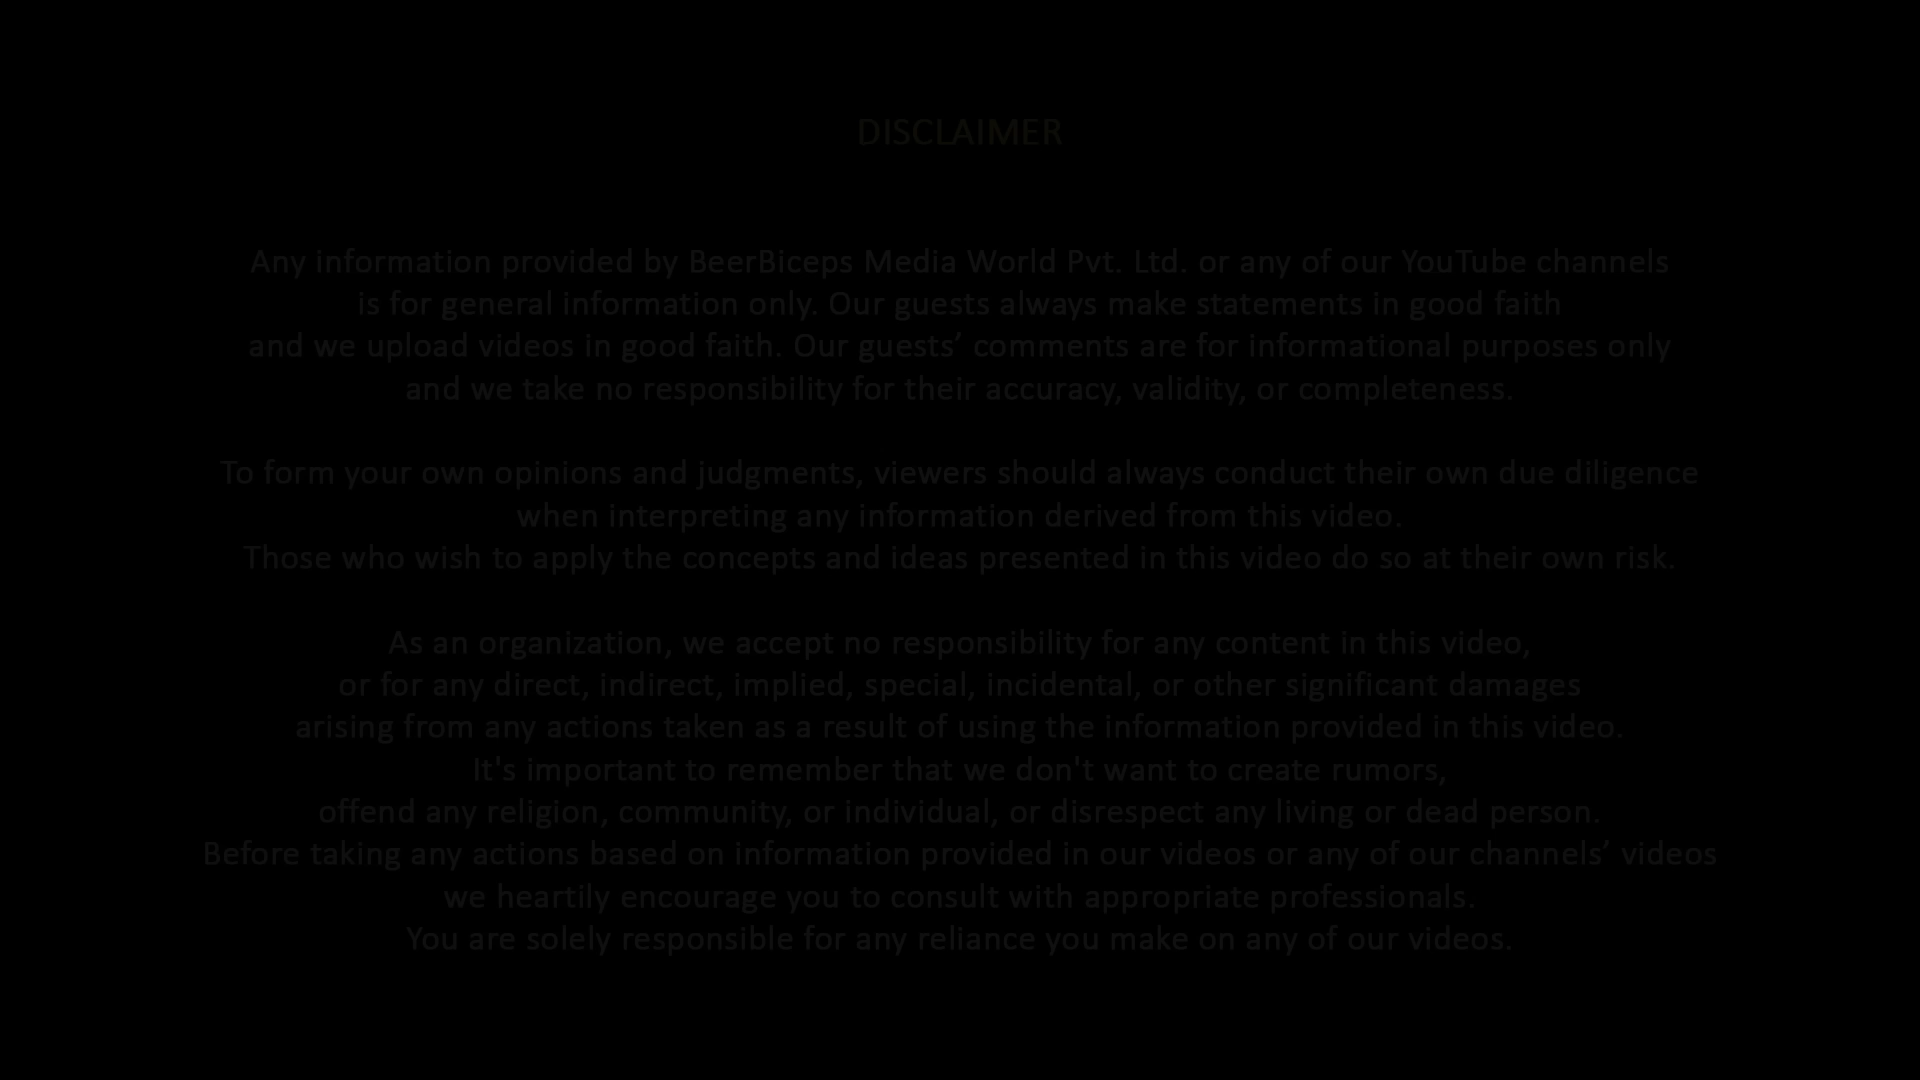 DISCLAIMER
Any information provided by BeerBiceps Media World Pvt. Ltd. or any of our YouTube channels
is for general information only. Our guests always make statements in good faith
and we upload videos in good faith. Our guests’ comments are for informational purposes only
and we take no responsibility for their accuracy, validity, or completeness.
To form your own opinions and judgments, viewers should always conduct their own due diligence
when interpreting any information derived from this video.
Those who wish to apply the concepts and ideas presented in this video do so at their own risk.
As an organization, we accept no responsibility for any content in this video,
or for any direct, indirect, implied, special, incidental, or other significant damages
arising from any actions taken as a result of using the information provided in this video.
It's important to remember that we don't want to create rumors,
offend any religion, community, or individual, or disrespect any living or dead person.
Before taking any actions based on information provided in our videos or any of our channels’ videos
we heartily encourage you to consult with appropriate professionals.
You are solely responsible for any reliance you make on any of our videos.